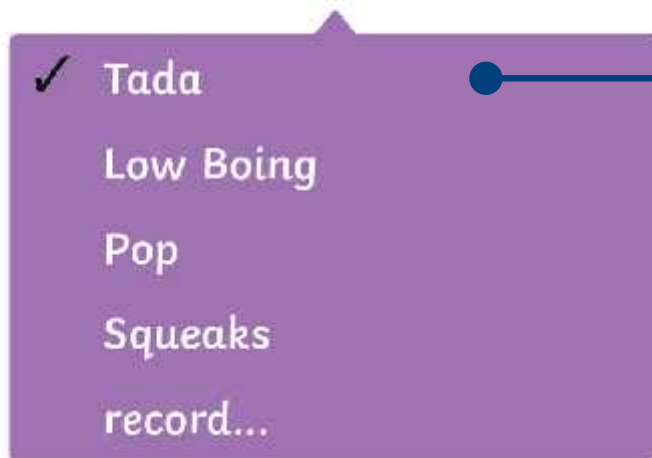 ✓ Tada
Low Boing
Pop
Squeaks
record...